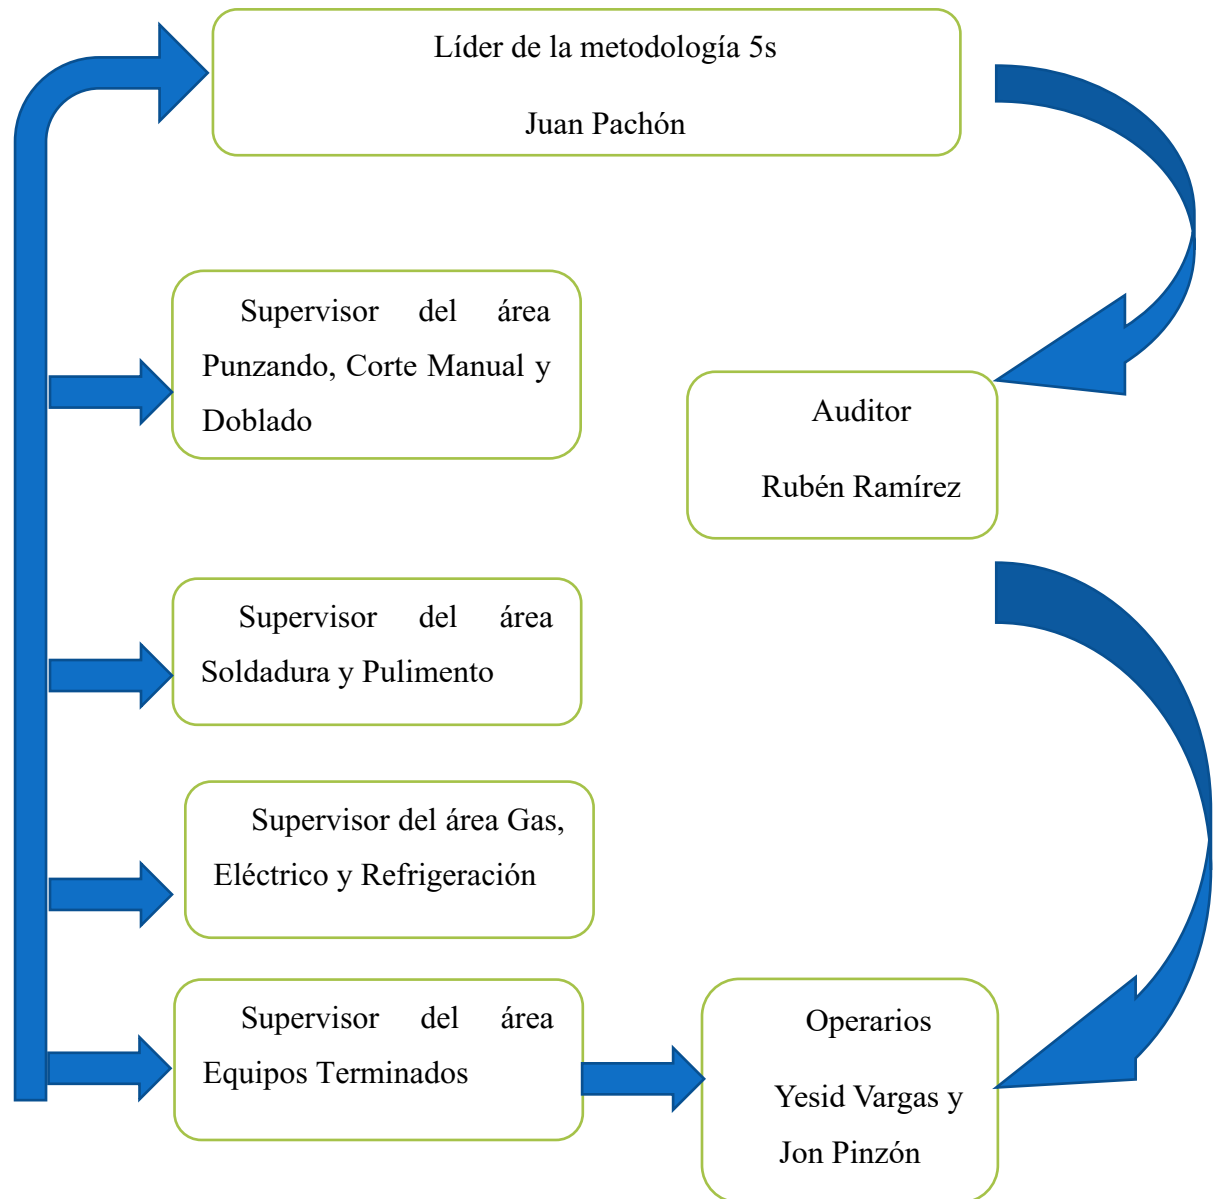 Líder de la metodología 5s
Juan Pachón
Supervisor del área
Punzando, Corte Manual y
Doblado
Auditor
Rubén Ramírez
Supervisor del área
Soldadura y Pulimento
Supervisor del área Gas,
Eléctrico y Refrigeración
Supervisor del área
Equipos Terminados
Operarios
Yesid Vargas y
Jon Pinzón